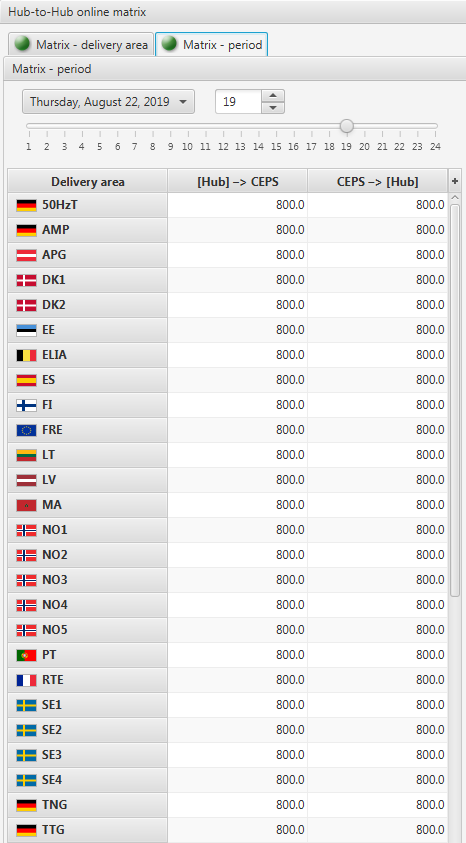 Hub-to-Hub online matrix
Matrix - delivery area Matrix - period
Matrix - period
Thursday, August 22, 2019 19
1 2 3 4 5 6 7 8 9 10 11 12 13 14 15 16 17 18 19 20 21 22 23 24
Delivery area [Hub] –> CEPS CEPS –> [Hub] +
50HzT 800.0 800.0
AMP 800.0 800.0
APG 800.0 800.0
DK1 800.0 800.0
DK2 800.0 800.0
EE 800.0 800.0
ELIA 800.0 800.0
ES 800.0 800.0
FI 800.0 800.0
FRE 800.0 800.0
LT 800.0 800.0
LV 800.0 800.0
MA 800.0 800.0
NO1 800.0 800.0
NO2 800.0 800.0
NO3 800.0 800.0
NO4 800.0 800.0
NO5 800.0 800.0
PT 800.0 800.0
RTE 800.0 800.0
SE1 800.0 800.0
SE2 800.0 800.0
SE3 800.0 800.0
SE4 800.0 800.0
TNG 800.0 800.0
TTG 800.0 800.0